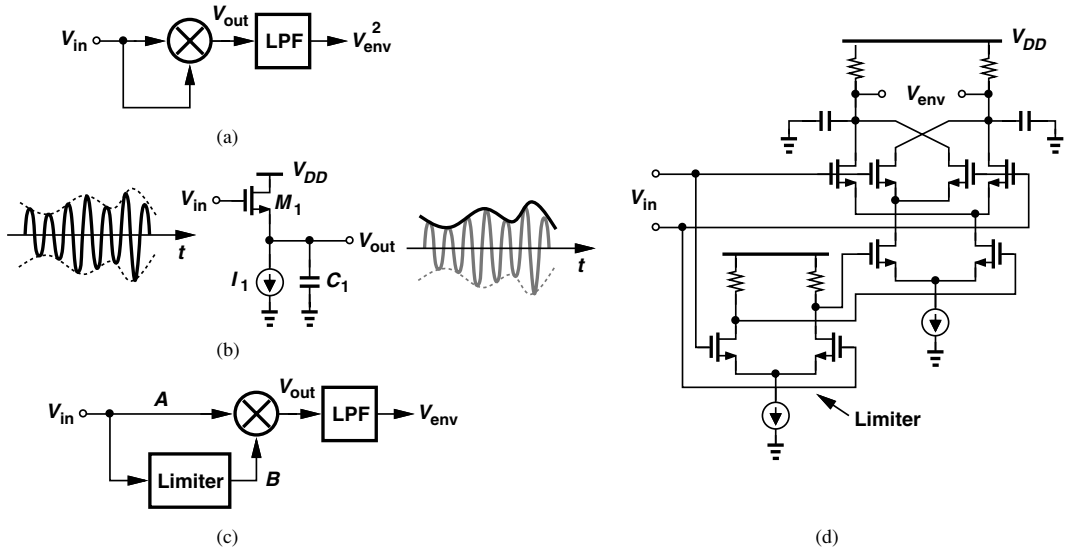 V_in
V_out
LPF
V_env^2
(a)
V_DD
V_in
M_1
V_out
I_1
C_1
t
t
(b)
V_in
A
V_out
LPF
V_env
Limiter
B
(c)
V_DD
V_env
V_in
Limiter
(d)